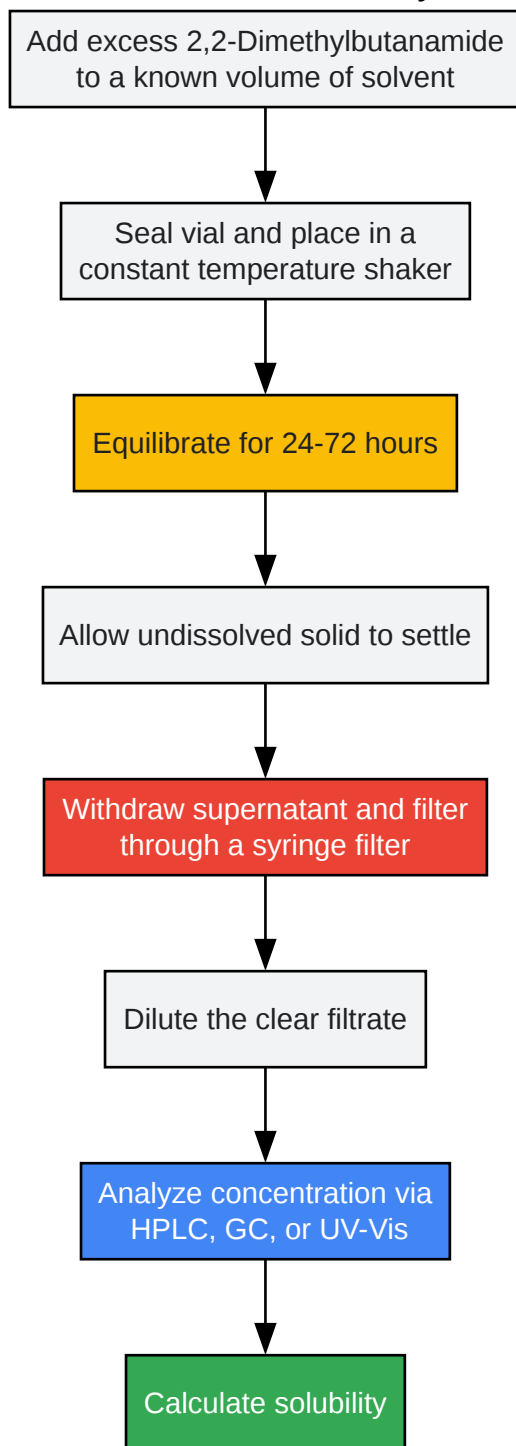 Add excess 2,2-Dimethylbutanamide
to a known volume of solvent
Seal vial and place in a
constant temperature shaker
Equilibrate for 24-72 hours
Allow undissolved solid to settle
Withdraw supernatant and filter
through a syringe filter
Dilute the clear filtrate
Analyze concentration via
HPLC, GC, or UV-Vis
Calculate solubility